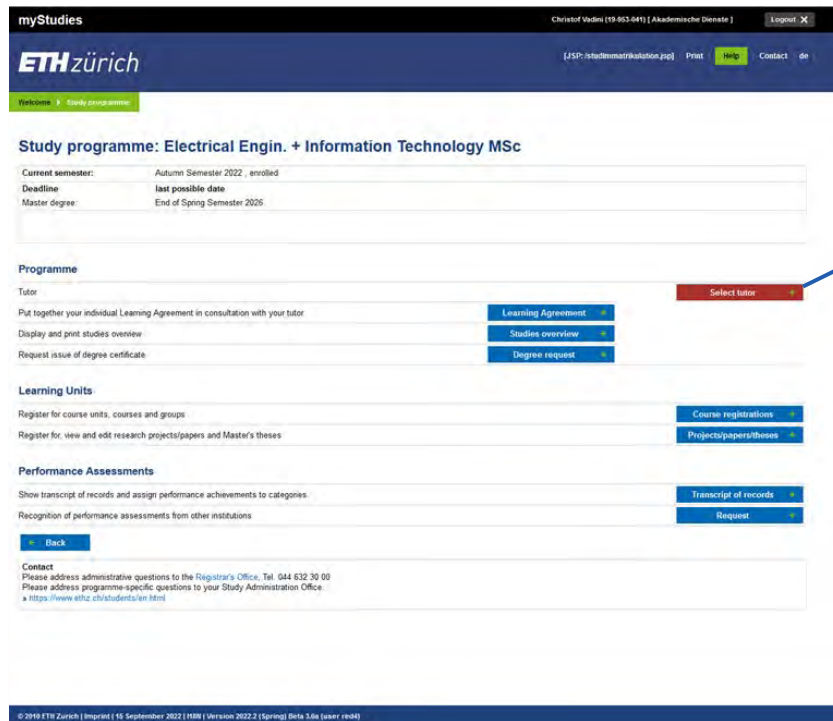 myStudies
Christof Vadini (19-953-041) [ Akademische Dienste ]
Logout X
ETH zürich
[JSP: /studimmatrikulation.jsp] Print Help Contact de
Welcome Study programme
Study programme: Electrical Engin. + Information Technology MSc
Current semester: Autumn Semester 2022 , enrolled
Deadline last possible date
Master degree: End of Spring Semester 2026
Programme
Tutor Select tutor
Put together your individual Learning Agreement in consultation with your tutor Learning Agreement
Display and print studies overview Studies overview
Request issue of degree certificate Degree request
Learning Units
Register for course units, courses and groups Course registrations
Register for, view and edit research projects/papers and Master's theses Projects/papers/theses
Performance Assessments
Show transcript of records and assign performance achievements to categories Transcript of records
Recognition of performance assessments from other institutions Request
Back
Contact
Please address administrative questions to the Registrar's Office, Tel. 044 632 30 00
Please address programme-specific questions to your Study Administration Office.
» https://www.ethz.ch/students/en.html
© 2010 ETH Zurich | Imprint | 15 September 2022 | Version 2022.2 (Spring) Beta 3.0a (user red4)